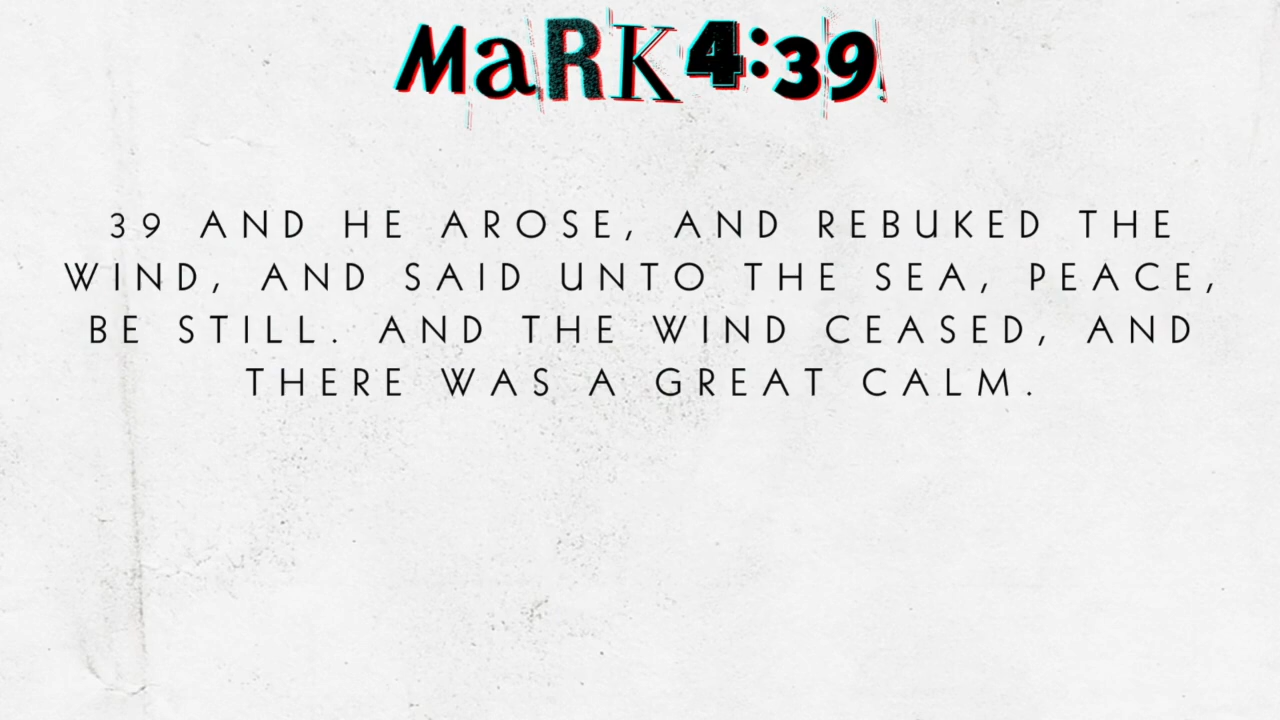 MaRK 4:39
39 AND HE AROSE, AND REBUKED THE
WIND, AND SAID UNTO THE SEA, PEACE,
BE STILL. AND THE WIND CEASED, AND
THERE WAS A GREAT CALM.